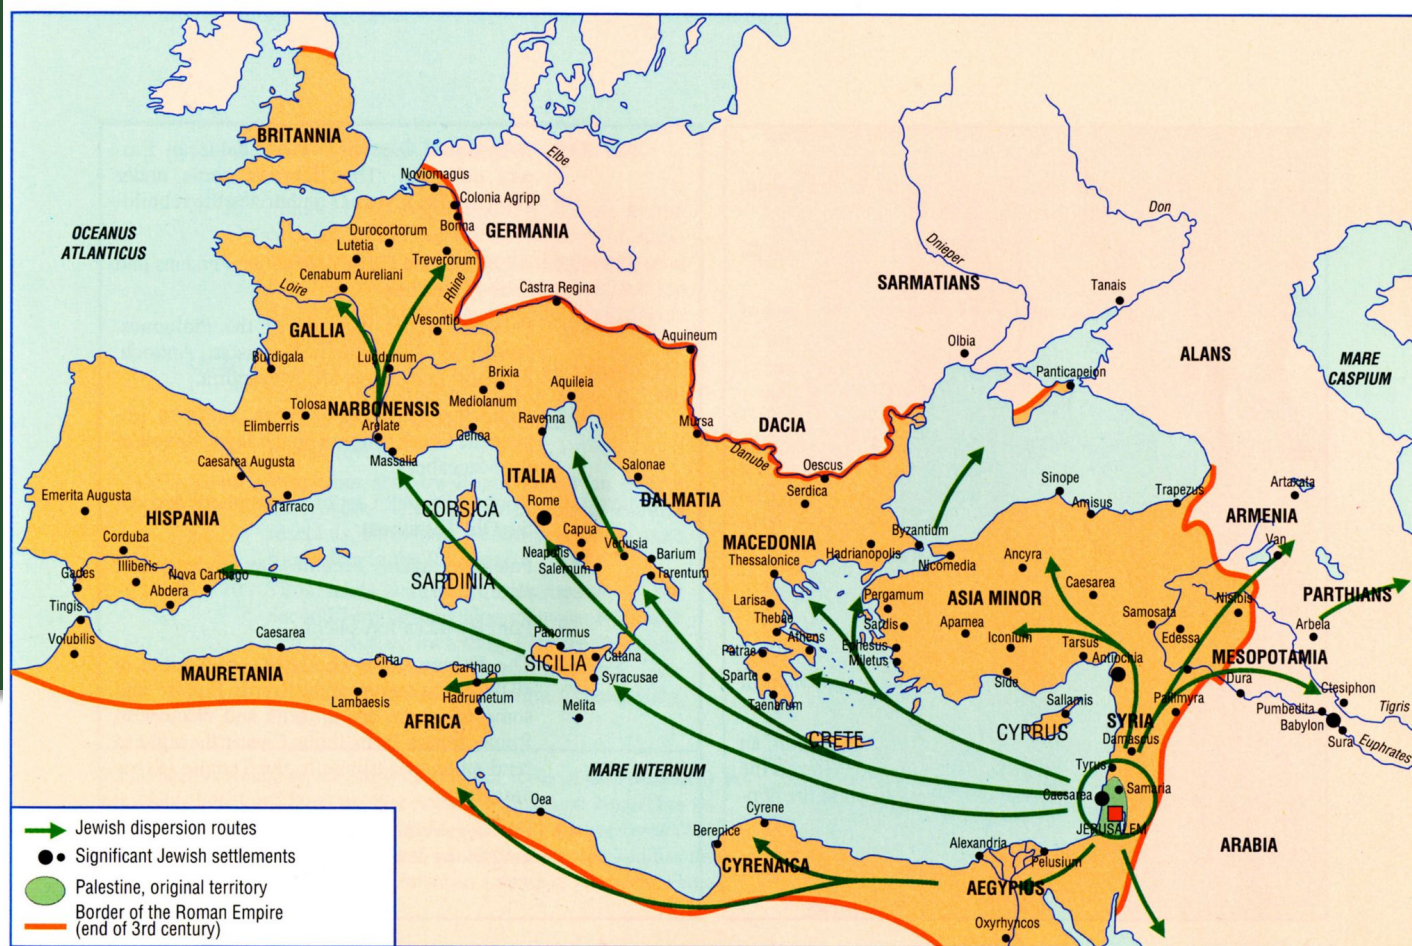 BRITANNIA
OCEANUS
ATLANTICUS
Noviomagus
Colonia Agripp
Bonna
Elbe
GERMANIA
Durocortorum
Lutetia
Treverorum
Cenabum Aureliani
Loire
Rhine
Castra Regina
GALLIA
Vesontio
Burdigala
Lugdunum
Aquineum
Brixia
Mediolanum
Aquileia
Tolosa
NARBONENSIS
Elimberris
Arelate
Genoa
Ravenna
Massalia
Mursa
Danube
DACIA
Oescus
Serdica
Don
Dnieper
SARMATIANS
Tanais
Olbia
Panticapeion
ALANS
MARE
CASPIUM
Caesarea Augusta
Emerita Augusta
Tarraco
HISPANIA
Corduba
Illiberis
Gades
Nova Carthago
Abdera
Tingis
Volubilis
CORSICA
SARDINIA
ITALIA
Rome
Salonae
DALMATIA
Capua
Neapolis
Salernum
Venusia
Barium
Tarentum
MACEDONIA
Thessalonice
Hadrianopolis
Byzantium
Nicomedia
Sinope
Amisus
Trapezus
Artaxata
ARMENIA
Van
Ancyra
Caesarea
Pergamum
ASIA MINOR
Larisa
Thebae
Athens
Patrae
Sparte
Taenarum
Sardis
Apamea
Ephesus
Miletus
Iconium
Side
Tarsus
Antiochia
Samosata
Edessa
Nisibis
PARTHIANS
Arbela
MESOPOTAMIA
Dura
Ctesiphon
Tigris
Pumbedita
Babylon
Sura
Euphrates
Palmyra
SYRIA
Damascus
Sallamis
CYPRUS
CRETE
Panormus
SICILIA
Catana
Syracusae
Melita
Caesarea
MAURETANIA
Cirta
Lambaesis
Carthago
Hadrumetum
AFRICA
MARE INTERNUM
Oea
Cyrene
Berepice
CYRENAICA
Alexandria
Pelusium
AEGYPIUS
Oxyrhyncos
Tyrus
Caesarea
Samaria
JERUSALEM
ARABIA
Jewish dispersion routes
Significant Jewish settlements
Palestine, original territory
Border of the Roman Empire
(end of 3rd century)